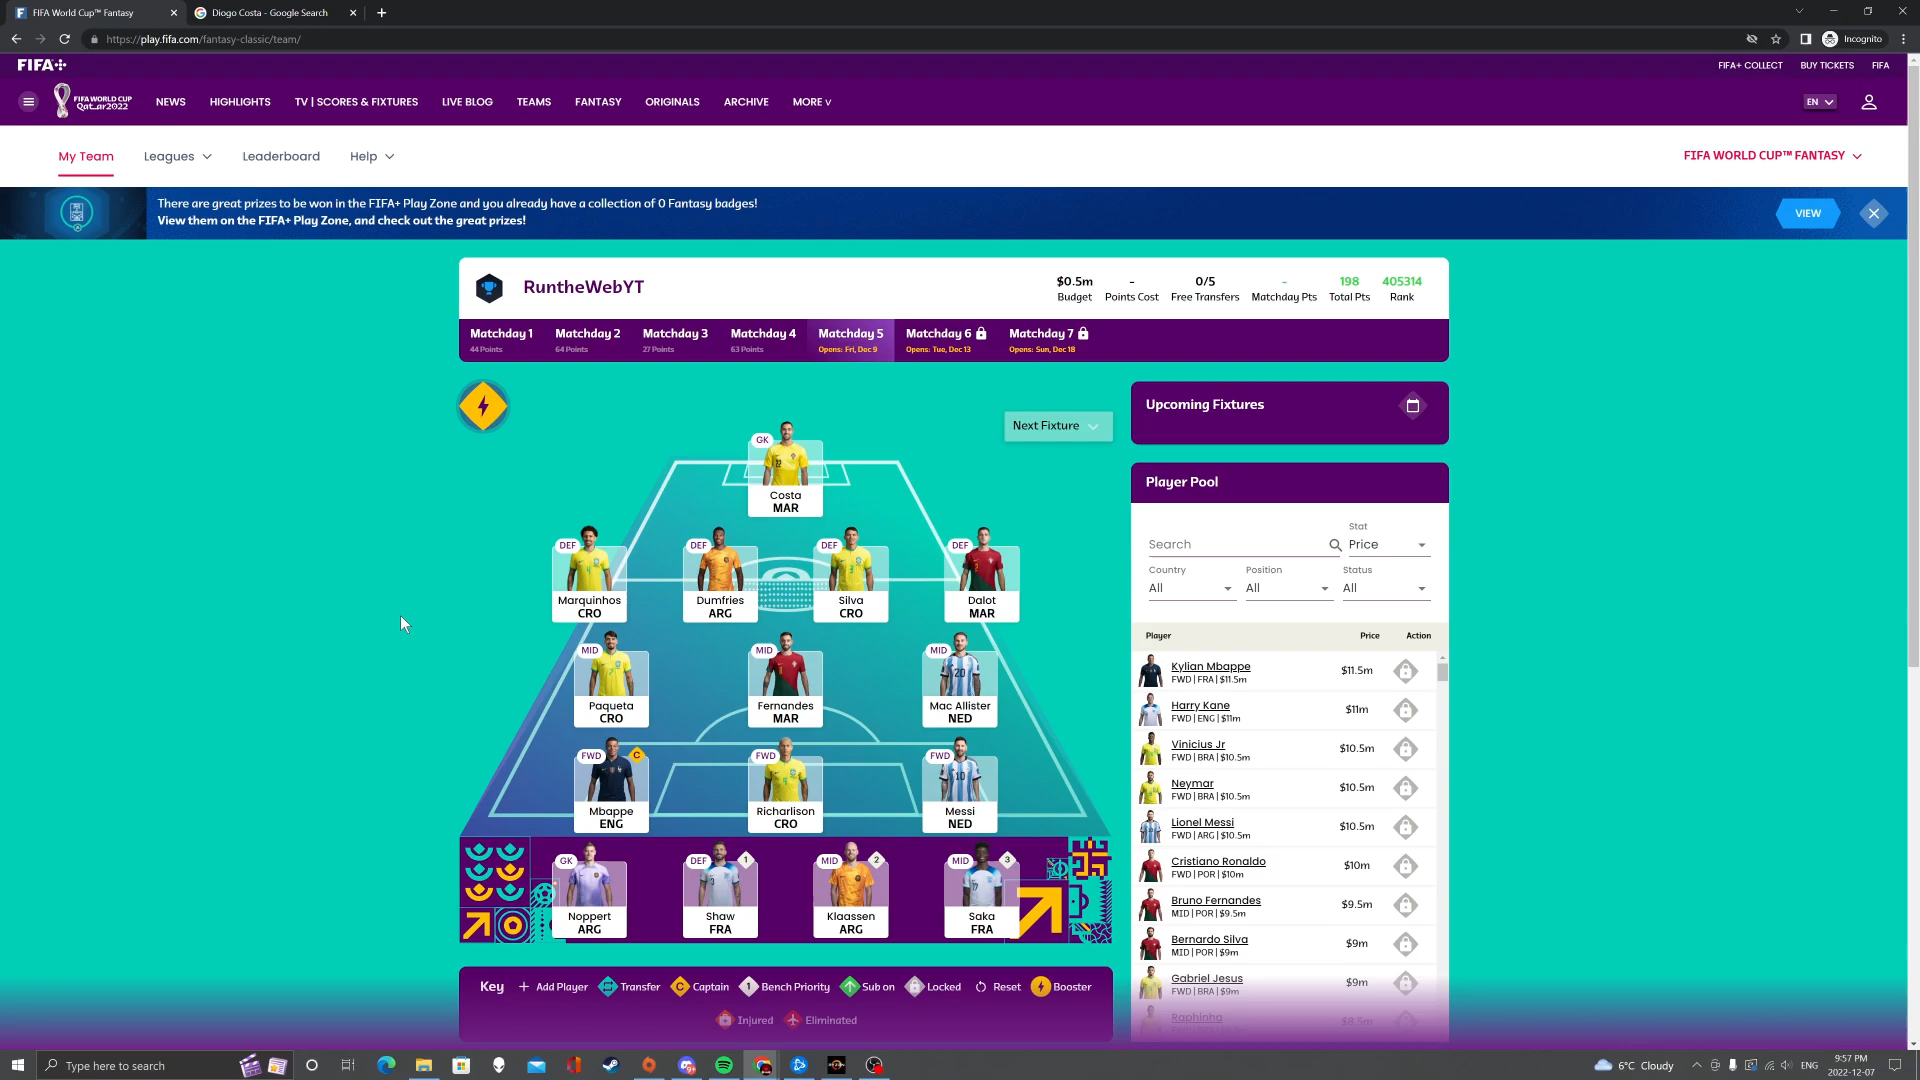 FIFA World Cup™ Fantasy
Diogo Costa - Google Search
https://play.fifa.com/fantasy-classic/team/
Incognito
FIFA+
FIFA+ COLLECT BUY TICKETS FIFA
FIFA WORLD CUP
Qatar2022
NEWS HIGHLIGHTS TV | SCORES & FIXTURES LIVE BLOG TEAMS FANTASY ORIGINALS ARCHIVE MORE
EN
My Team Leagues Leaderboard Help
FIFA WORLD CUP™ FANTASY
There are great prizes to be won in the FIFA+ Play Zone and you already have a collection of 0 Fantasy badges!
View them on the FIFA+ Play Zone, and check out the great prizes!
VIEW
RuntheWebYT
$0.5m - 0/5 - 198 405314
Budget Points Cost Free Transfers Matchday Pts Total Pts Rank
Matchday 1 Matchday 2 Matchday 3 Matchday 4 Matchday 5 Matchday 6 Matchday 7
44 Points 64 Points 27 Points 63 Points Opens: Fri, Dec 9 Opens: Tue, Dec 13 Opens: Sun, Dec 18
Next Fixture
GK
Costa
MAR
DEF DEF DEF DEF
Marquinhos Dumfries Silva Dalot
CRO ARG CRO MAR
MID MID MID
Paqueta Fernandes Mac Allister
CRO MAR NED
FWD C FWD FWD
Mbappe Richarlison Messi
ENG CRO NED
GK DEF 1 MID 2 MID 3
Noppert Shaw Klaassen Saka
ARG FRA ARG FRA
Key Add Player Transfer C Captain 1 Bench Priority Sub on Locked Reset Booster
Injured Eliminated
Upcoming Fixtures
Player Pool
Search
Stat
Price
Country Position Status
All All All
Player Price Action
Kylian Mbappe
FWD | FRA | $11.5m
$11.5m
Harry Kane
FWD | ENG | $11m
$11m
Vinicius Jr
FWD | BRA | $10.5m
$10.5m
Neymar
FWD | BRA | $10.5m
$10.5m
Lionel Messi
FWD | ARG | $10.5m
$10.5m
Cristiano Ronaldo
FWD | POR | $10m
$10m
Bruno Fernandes
MID | POR | $9.5m
$9.5m
Bernardo Silva
MID | POR | $9m
$9m
Gabriel Jesus
FWD | BRA | $9m
$9m
Raphinha
$8.5m
Type here to search
6°C Cloudy
ENG
9:57 PM
2022-12-07